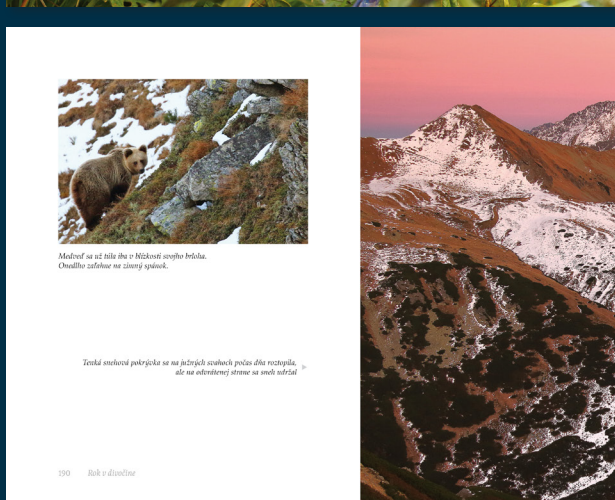 Medveď sa už túla iba v blízkosti svojho brloha.
Onedlho zaľahne na zimný spánok.
Tenká snehová pokrývka sa na južných svahoch počas dňa roztopila,
ale na odvrátenej strane sa sneh udržal
190 Rok v divočine